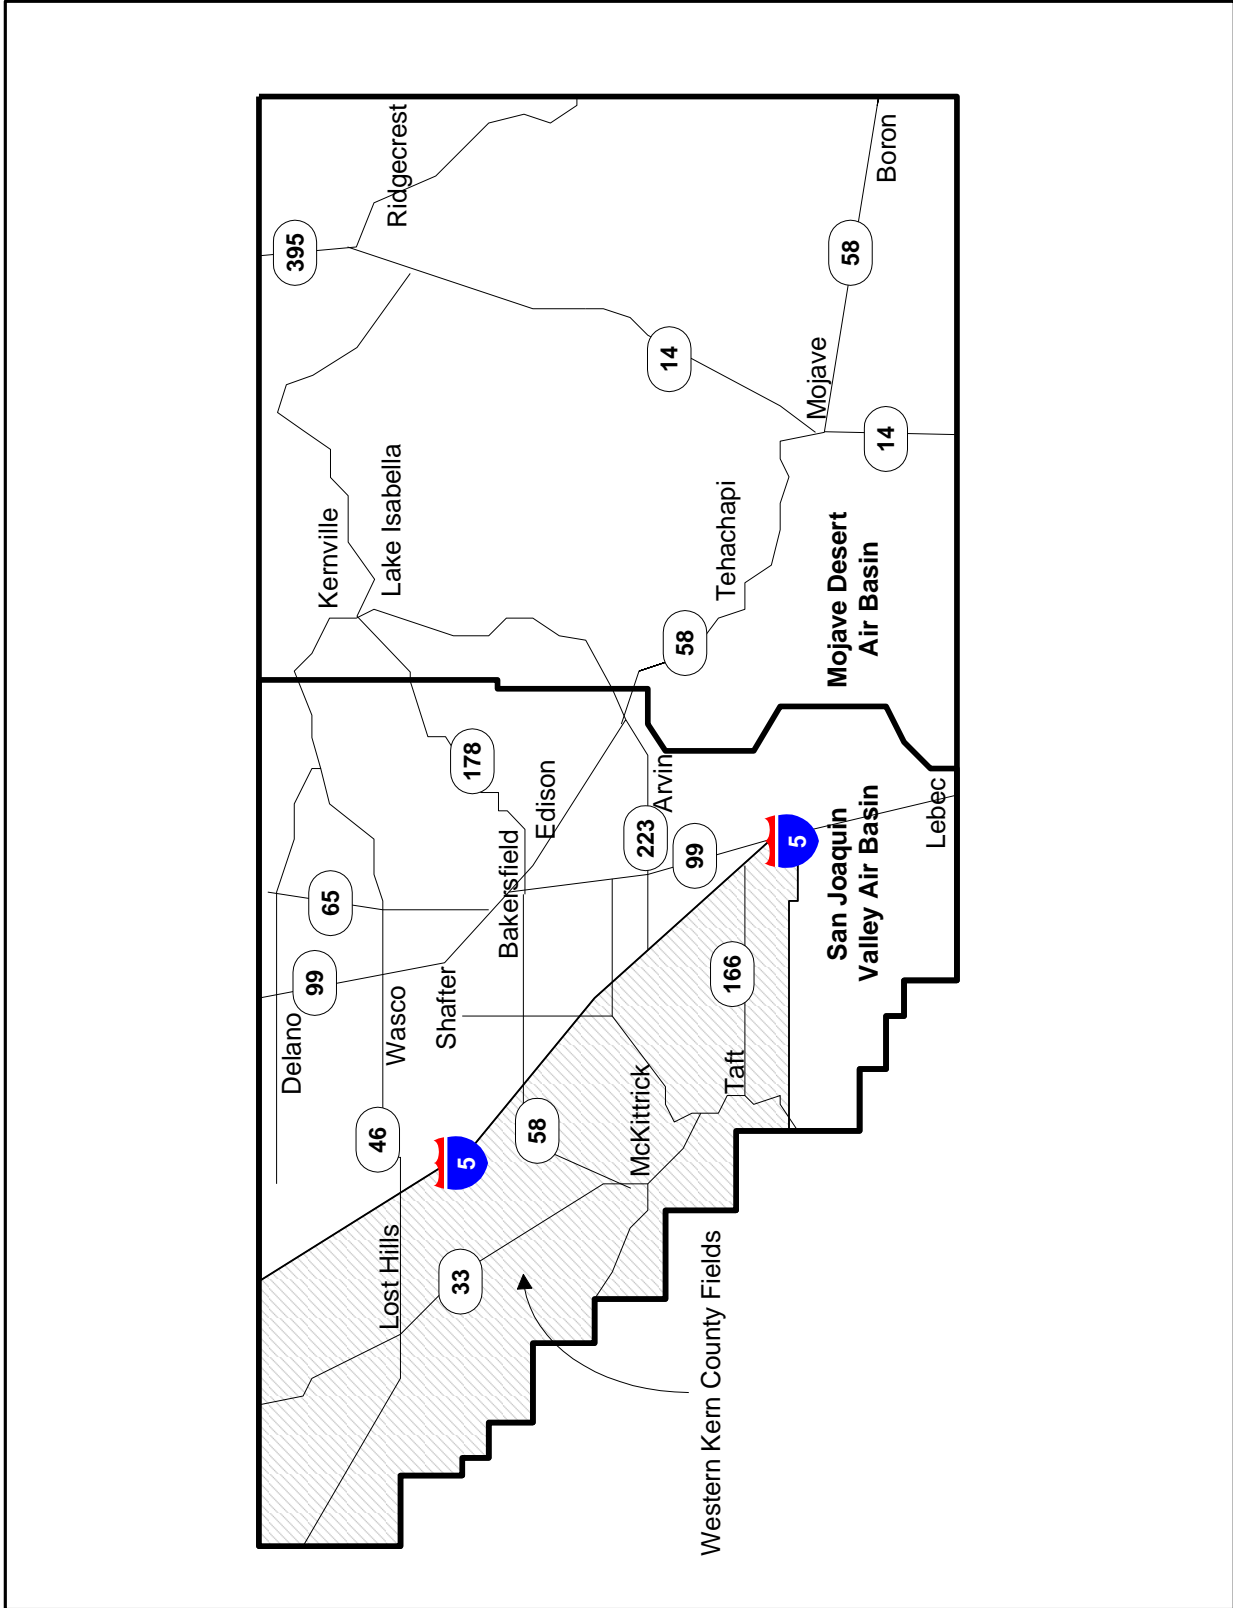 Delano
99
65
Kernville
395
46
Wasco
Lake Isabella
Ridgecrest
Lost Hills
5
Shafter
178
33
58
Bakersfield
Edison
McKittrick
223
Arvin
99
58
14
Western Kern County Fields
Taft
166
5
Tehachapi
Mojave
San Joaquin
Valley Air Basin
Mojave Desert
Air Basin
58
Lebec
14
Boron